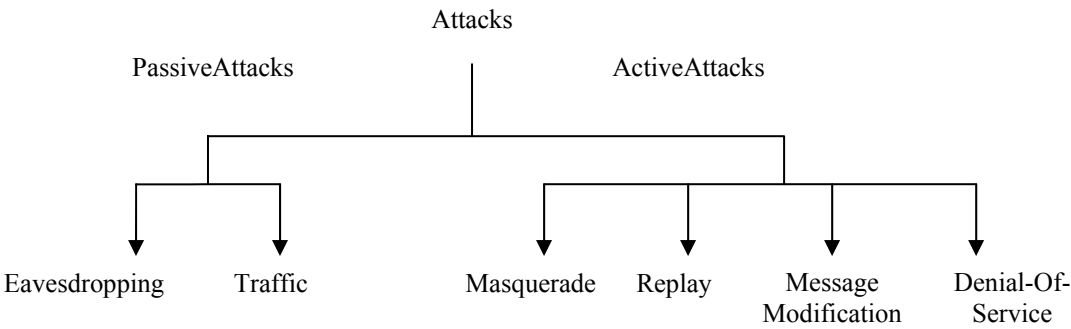 Attacks
PassiveAttacks
ActiveAttacks
Eavesdropping
Traffic
Masquerade
Replay
Message
Modification
Denial-Of-
Service